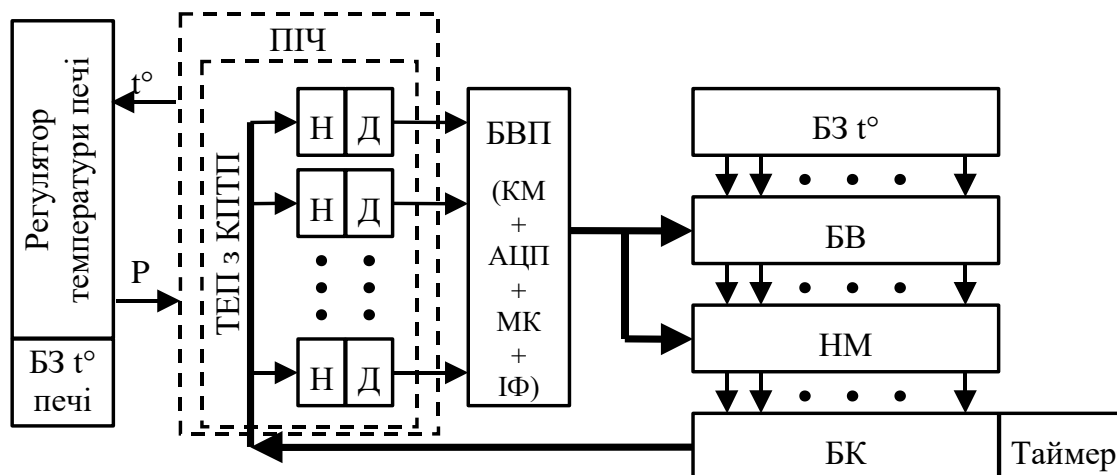 Регулятор
температури печі
БЗ t°
печі
t°
P
ПІЧ
ТЕП з КПТП
Н Д
Н Д
Н Д
БВП
(КМ
+
АЦП
+
МК
+
ІФ)
БЗ t°
БВ
НМ
БК
Таймер